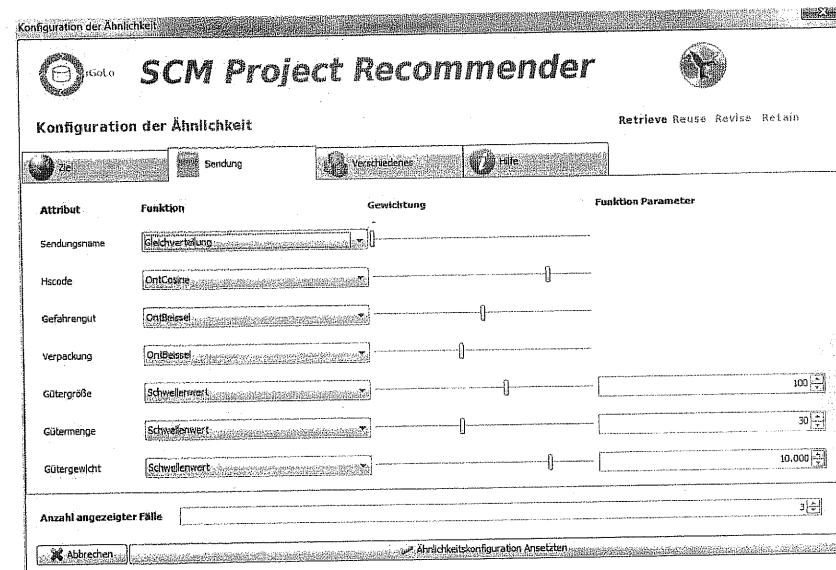 Konfiguration der Ähnlichkeit
SCM Project Recommender
Konfiguration der Ähnlichkeit
Retrieve Reuse Revise Retain
Ziel Sendung Verschiedenes Hilfe
Attribut Funktion Gewichtung Funktion Parameter
Sendungsname Gleichverteilung
Hscode OntCosine
Gefahrengut OntBeissel
Verpackung OntBeissel
Gütergröße Schwellenwert 100
Gütermenge Schwellenwert 30
Gütergewicht Schwellenwert 10.000
Anzahl angezeigter Fälle 3
Abbrechen Ähnlichkeitskonfiguration Ansetzten